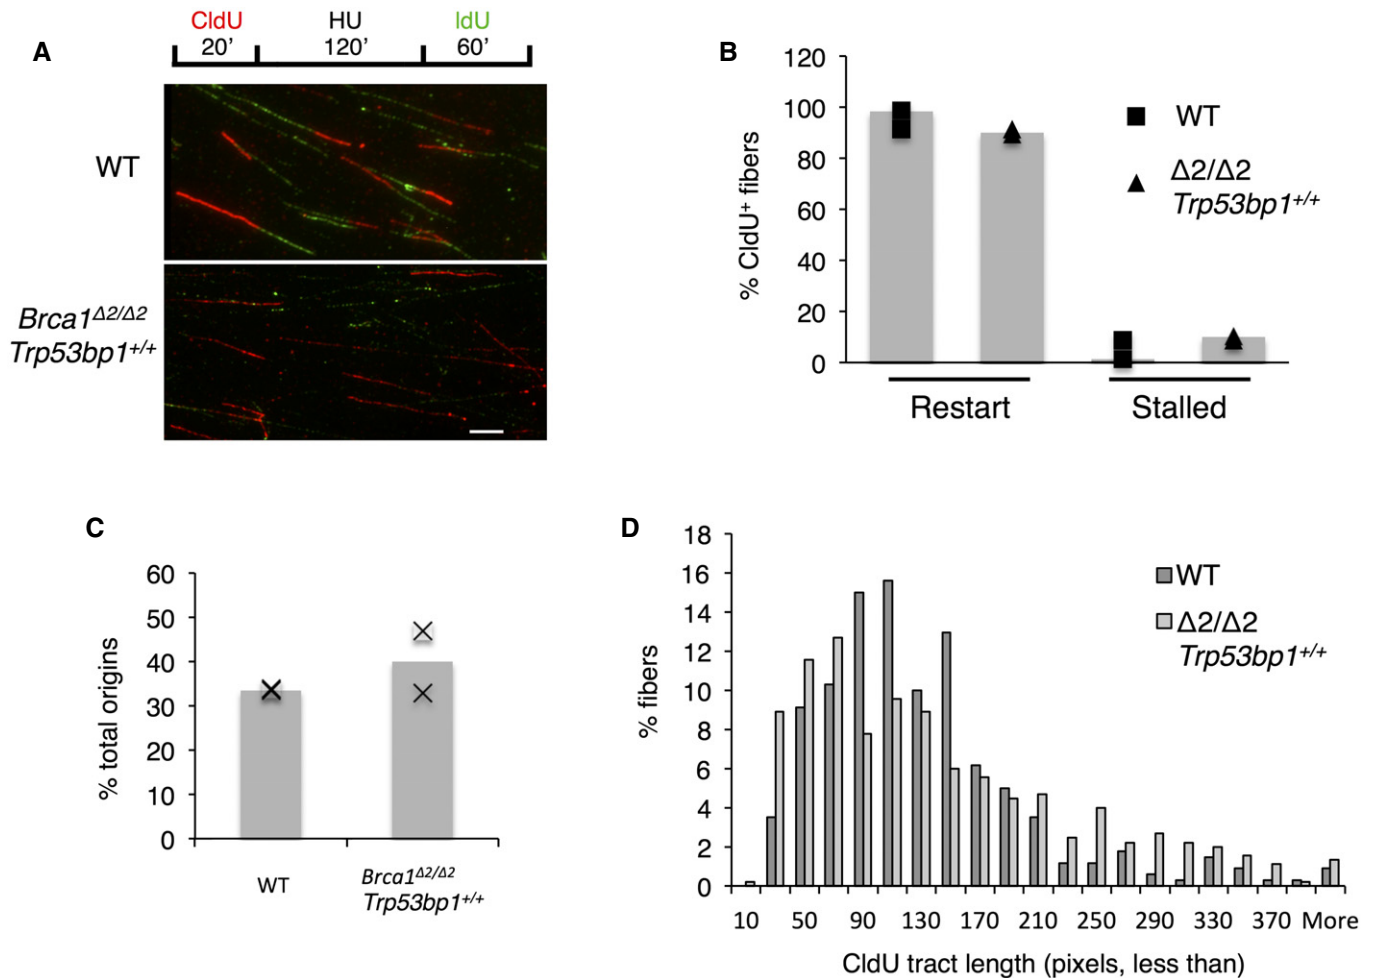 A
CldU HU IdU
20’ 120’ 60’
WT
Brca1Δ2/Δ2
Trp53bp1+/+
B
120
100
80
60
40
20
0
% CldU+ fibers
WT
Δ2/Δ2
Trp53bp1+/+
Restart Stalled
C
60
50
40
30
20
10
0
% total origins
WT
Brca1Δ2/Δ2
Trp53bp1+/+
D
18
16
14
12
10
8
6
4
2
0
% fibers
WT
Δ2/Δ2
Trp53bp1+/+
10 50 90 130 170 210 250 290 330 370 More
CldU tract length (pixels, less than)